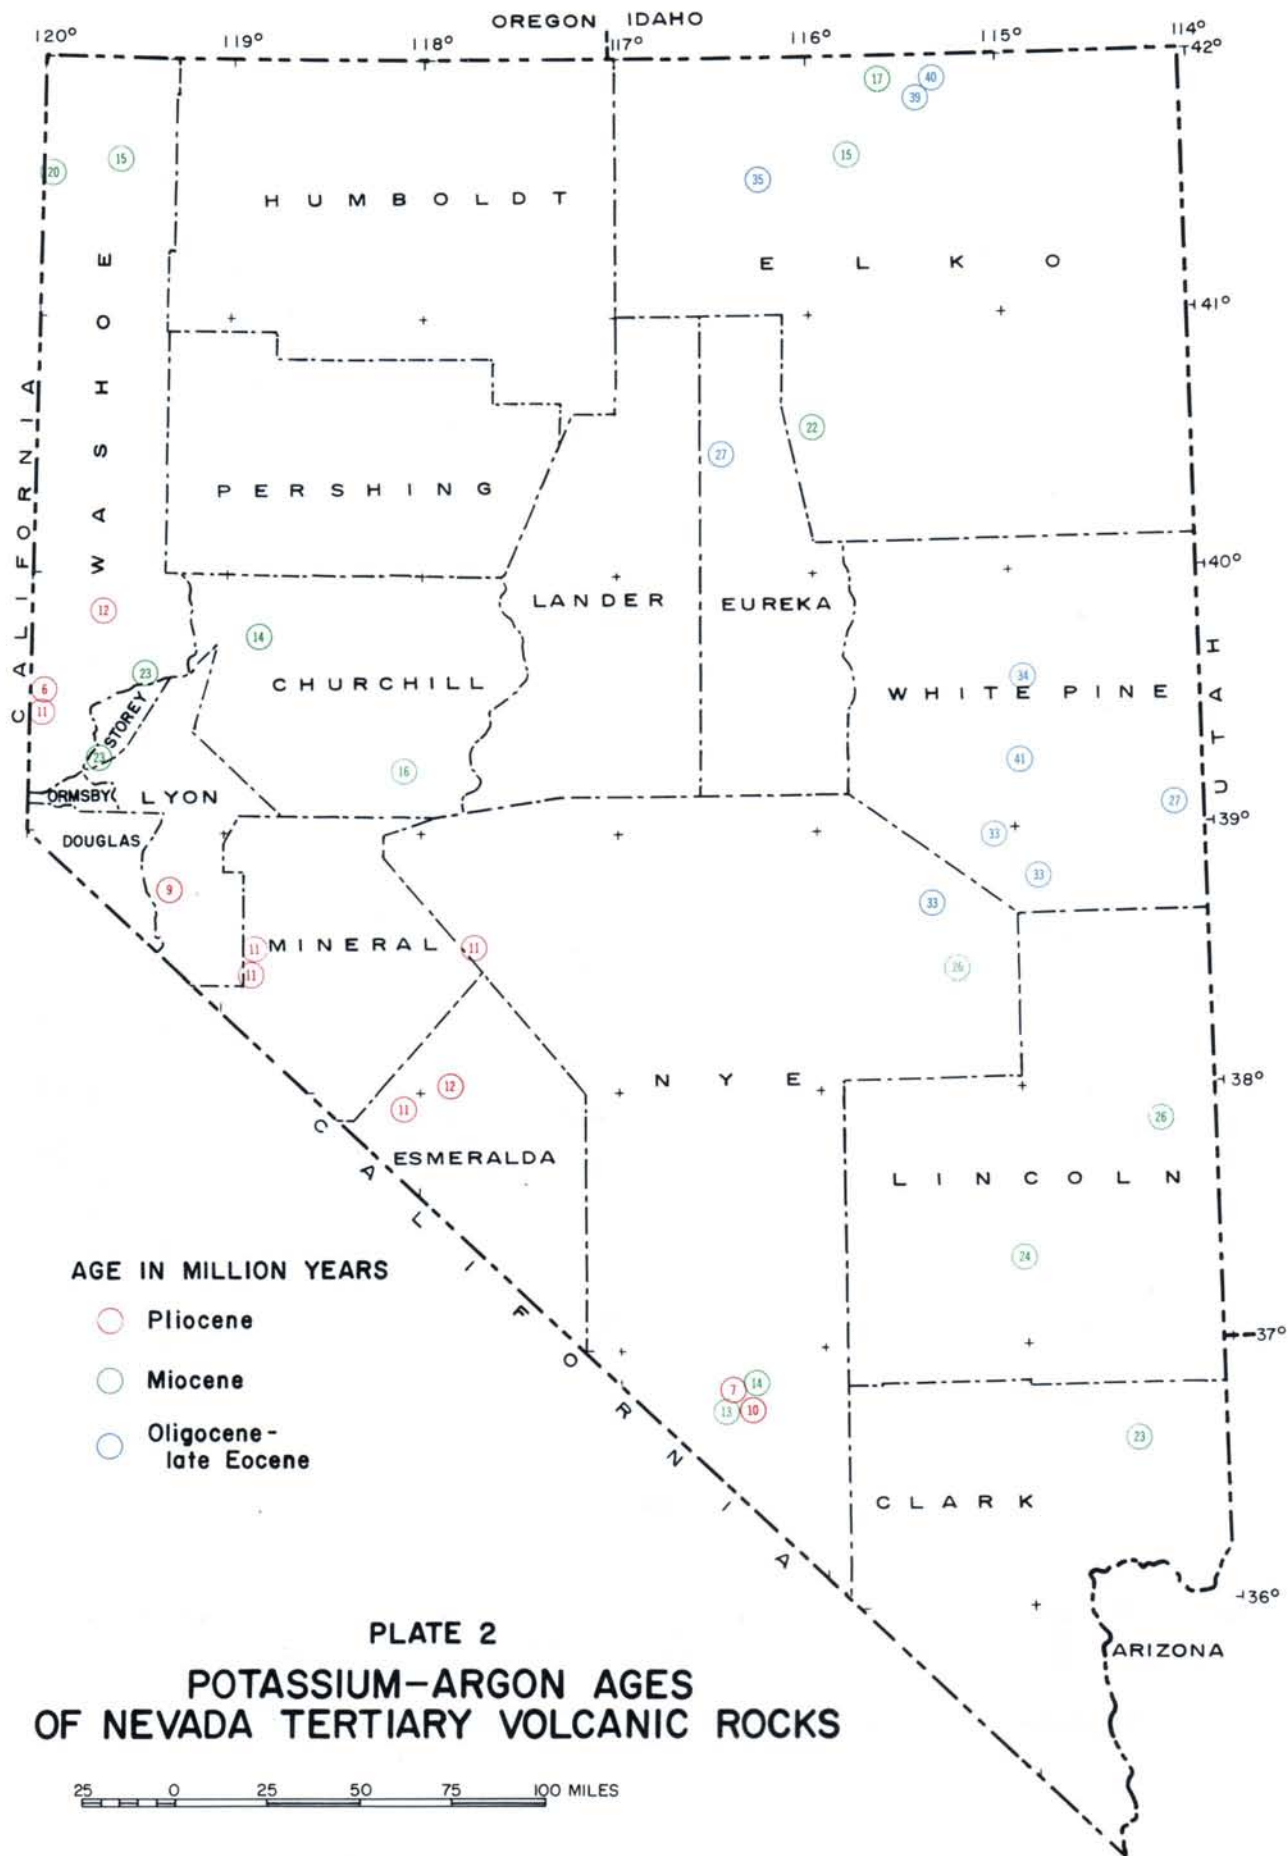 OREGON IDAHO
120° 119° 118° 117° 116° 115° 114°
42°
17 40
39
20 15 15
35
HUMBOLDT
ELKO
WASHOE
41°
CALIFORNIA
22
27
PERSHING
40°
LANDER EUREKA
12
14
23
34
CHURCHILL
WHITE PINE
UTAH
6
11
STOREY
23
16
41
ORMSBY LYON
27
39°
DOUGLAS
33
33
9
33
11 MINERAL 11
11
26
NYE
38°
12
11
26
CALIFORNIA
ESMERALDA
LINCOLN
24
AGE IN MILLION YEARS
Pliocene
37°
Miocene
7 14
13 10
Oligocene-
late Eocene
23
CLARK
36°
PLATE 2
ARIZONA
POTASSIUM-ARGON AGES
OF NEVADA TERTIARY VOLCANIC ROCKS
25 0 25 50 75 100 MILES